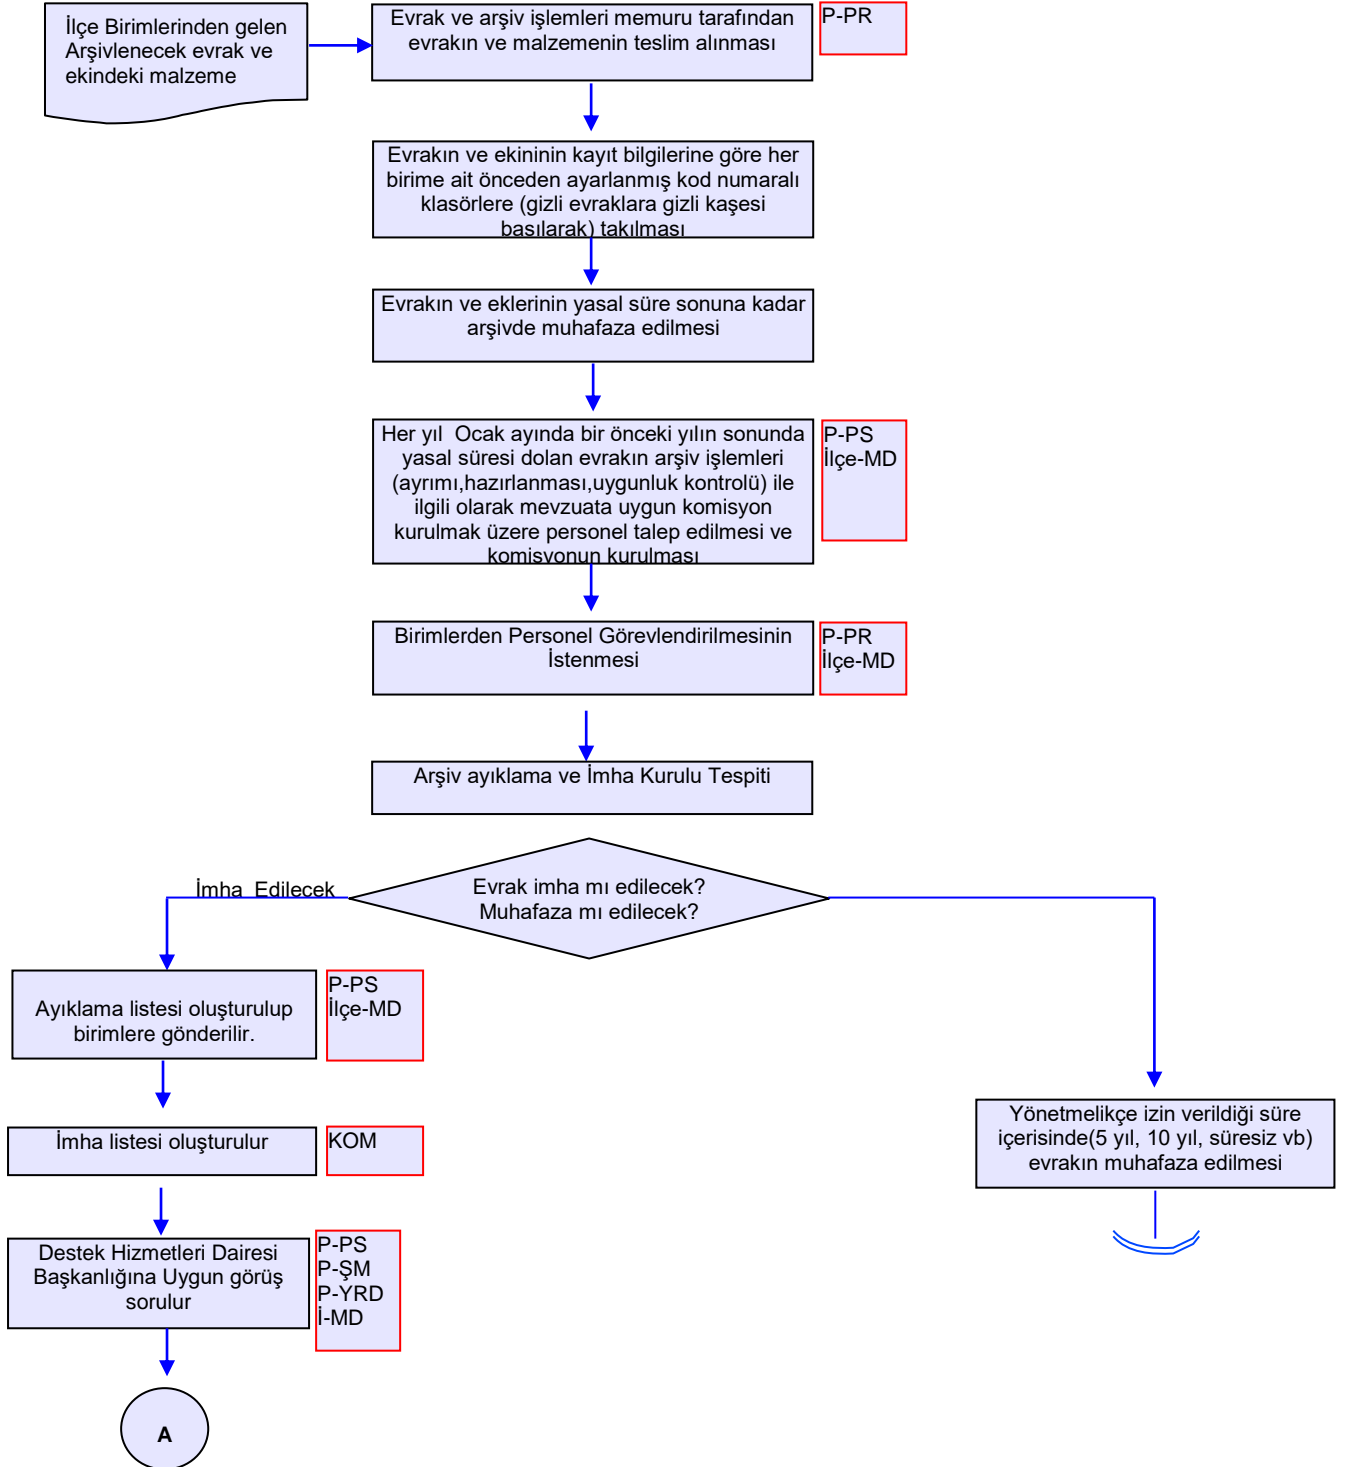 İlçe Birimlerinden gelen
Arşivlenecek evrak ve
ekindeki malzeme
Evrak ve arşiv işlemleri memuru tarafından
evrakın ve malzemenin teslim alınması
P-PR
Evrakın ve ekininin kayıt bilgilerine göre her
birime ait önceden ayarlanmış kod numaralı
klasörlere (gizli evraklara gizli kaşesi
basılarak) takılması
Evrakın ve eklerinin yasal süre sonuna kadar
arşivde muhafaza edilmesi
Her yıl  Ocak ayında bir önceki yılın sonunda
yasal süresi dolan evrakın arşiv işlemleri
(ayrımı,hazırlanması,uygunluk kontrolü) ile
ilgili olarak mevzuata uygun komisyon
kurulmak üzere personel talep edilmesi ve
komisyonun kurulması
P-PS
İlçe-MD
Birimlerden Personel Görevlendirilmesinin
İstenmesi
P-PR
İlçe-MD
Arşiv ayıklama ve İmha Kurulu Tespiti
İmha  Edilecek
Evrak imha mı edilecek?
Muhafaza mı edilecek?
Ayıklama listesi oluşturulup
birimlere gönderilir.
P-PS
İlçe-MD
İmha listesi oluşturulur
KOM
Yönetmelikçe izin verildiği süre
içerisinde(5 yıl, 10 yıl, süresiz vb)
evrakın muhafaza edilmesi
Destek Hizmetleri Dairesi
Başkanlığına Uygun görüş
sorulur
P-PS
P-ŞM
P-YRD
İ-MD
A